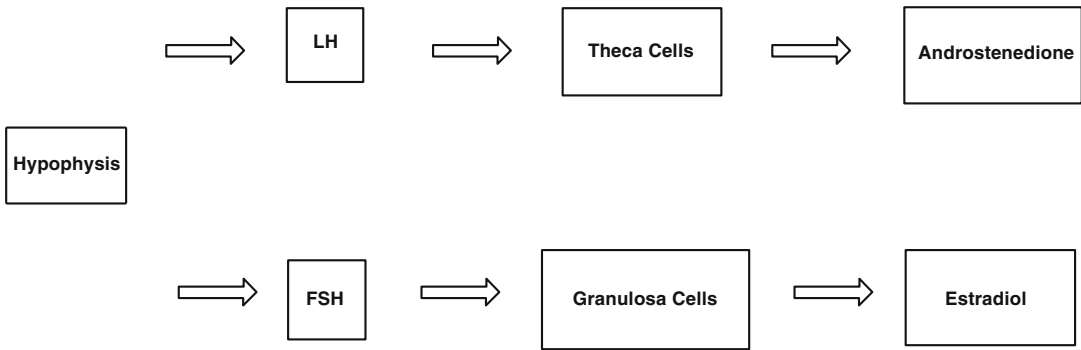 LH
Theca Cells
Androstenedione
Hypophysis
FSH
Granulosa Cells
Estradiol